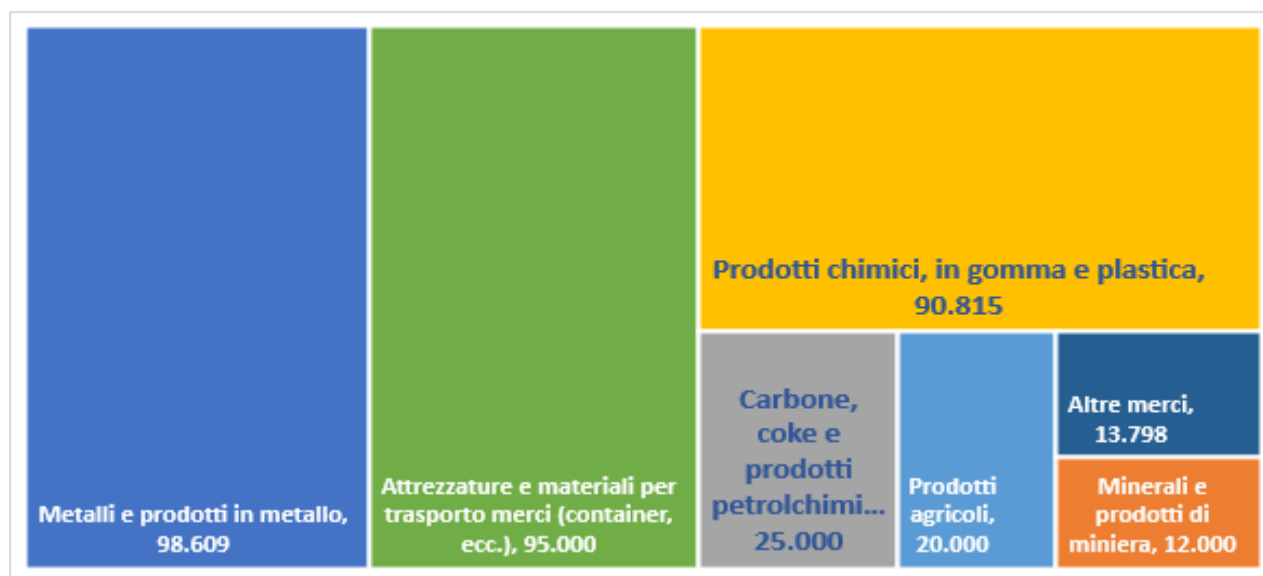 Metalli e prodotti in metallo,
98.609
Attrezzature e materiali per
trasporto merci (container,
ecc.), 95.000
Prodotti chimici, in gomma e plastica,
90.815
Carbone,
coke e
prodotti
petrolchimi...
25.000
Prodotti
agricoli,
20.000
Altre merci,
13.798
Minerali e
prodotti di
miniera, 12.000